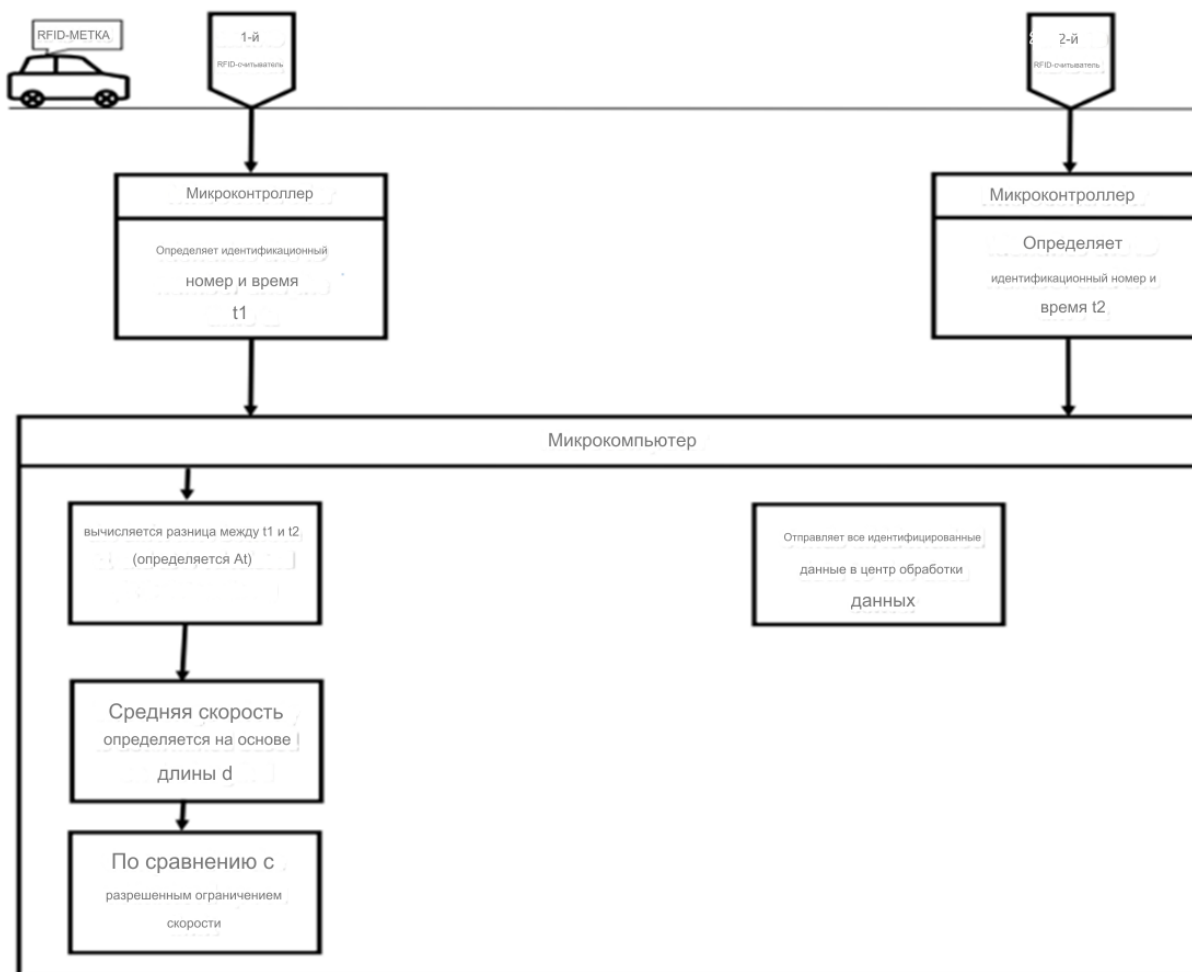 RFID-МЕТКА
1-й
RFID-считыватель
2-й
RFID-считыватель
Микроконтроллер
Определяет идентификационный
номер и время
t1
Микроконтроллер
Определяет
идентификационный номер и
время t2
Микрокомпьютер
вычисляется разница между t1 и t2
(определяется At)
Отправляет все идентифицированные
данные в центр обработки
данных
Средняя скорость
определяется на основе
длины d
По сравнению с
разрешенным ограничением
скорости